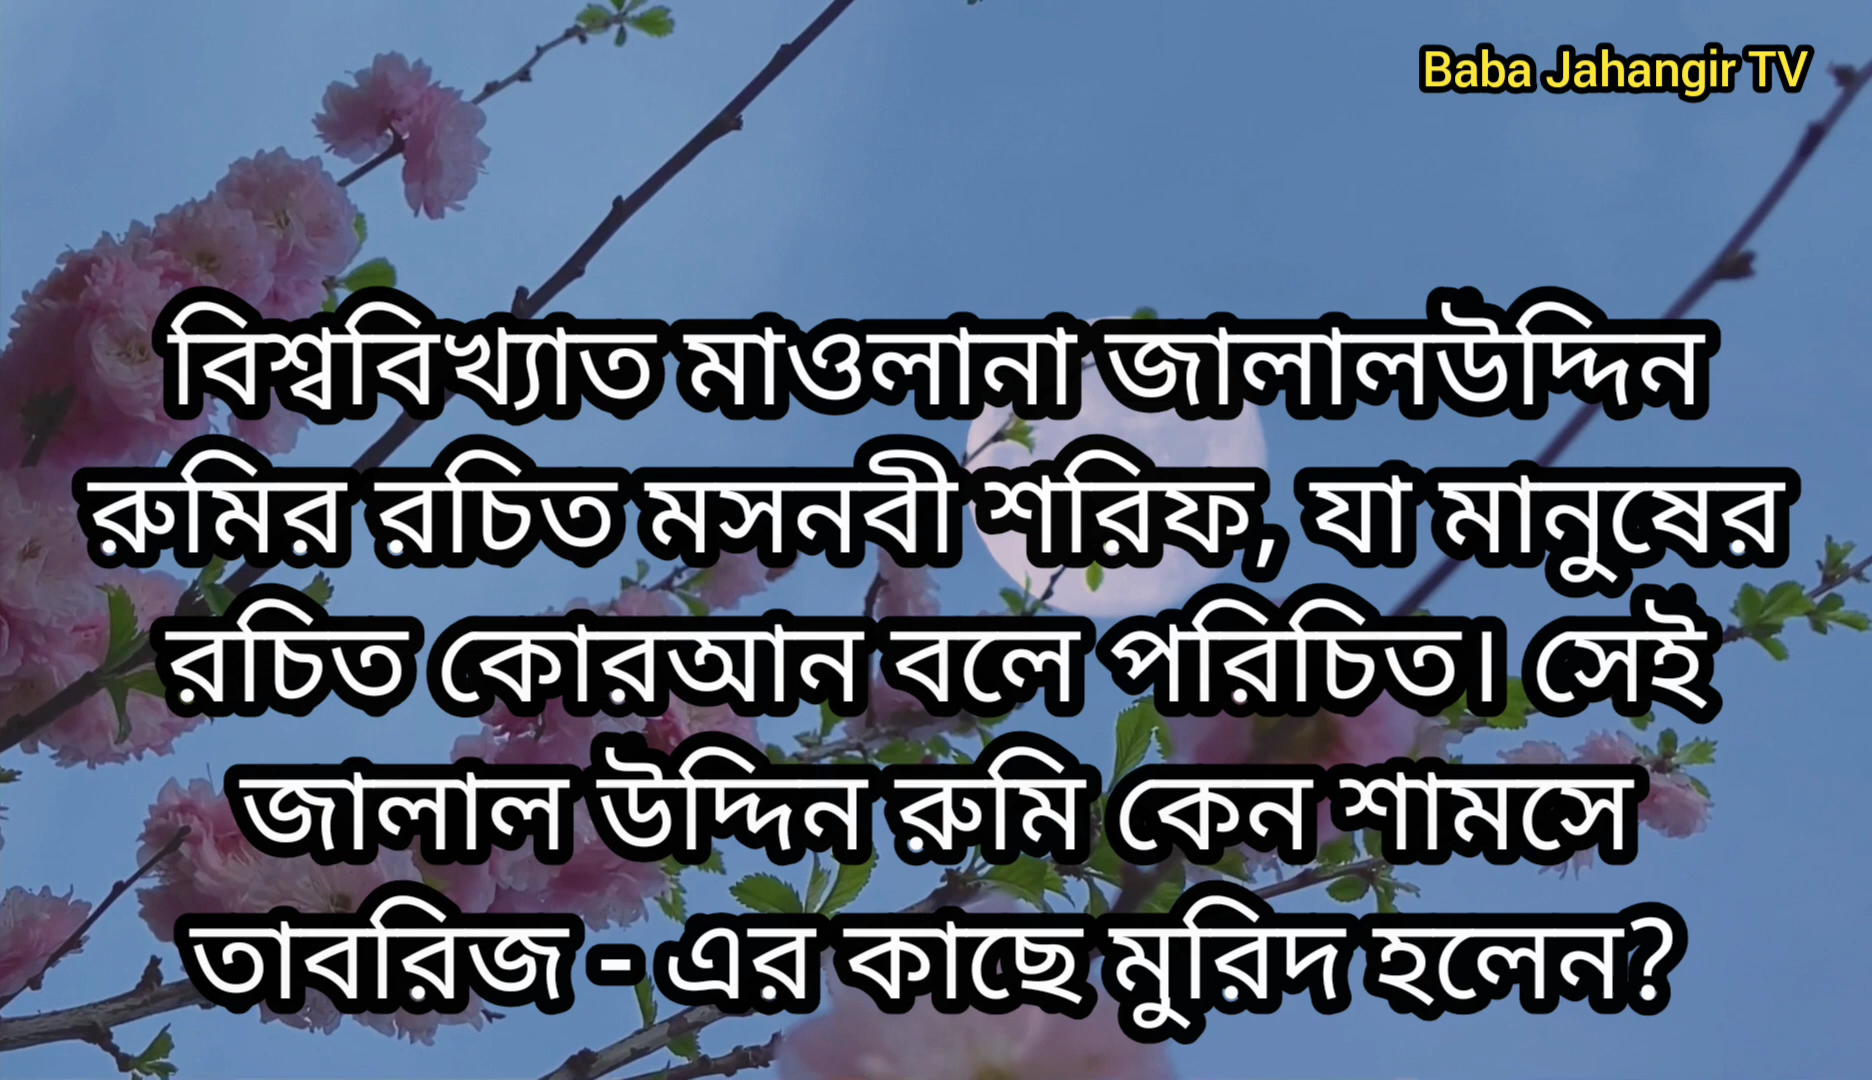 Baba Jahangir TV
বিশ্ববিখ্যাত মাওলানা জালালউদ্দিন
রুমির রচিত মসনবী শরিফ, যা মানুষের
রচিত কোরআন বলে পরিচিত। সেই
জালাল উদ্দিন রুমি কেন শামসে
তাবরিজ - এর কাছে মুরিদ হলেন?